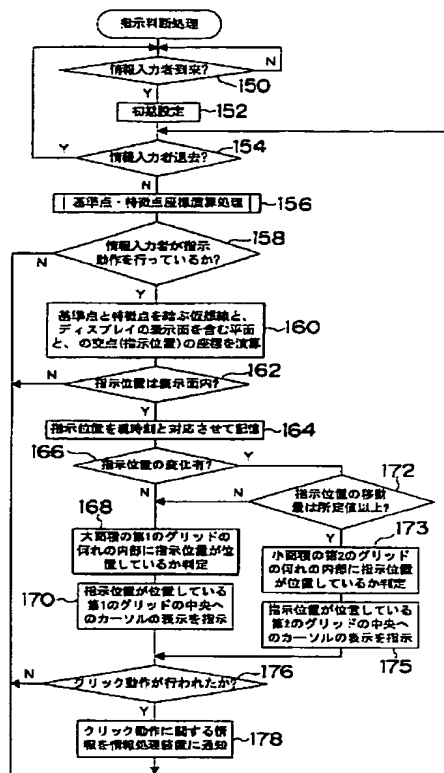 指示判断処理
情報入力者到来?
N
150
Y
初期設定
152
154
Y
情報入力者退去?
N
基準点・特徴点座標演算処理
156
158
N
情報入力者が指示
動作を行っているか?
Y
基準点と特徴点を結ぶ仮想線と、
ディスプレイの表示面を含む平面
と、の交点(指示位置)の座標を演算
160
N
162
指示位置は表示面内?
Y
指示位置を現時刻と対応させて記憶
164
166
指示位置の変化有?
Y
172
N
N
指示位置の移動
量は所定値以上?
168
Y
173
大面積の第1のグリッドの
何れの内部に指示位置が位
置しているか判定
小面積の第2のグリッド
の何れの内部に指示位置
が位置しているか判定
170
指示位置が位置している
第1のグリッドの中央へ
のカーソルの表示を指示
指示位置が位置している
第2のグリッドの中央へ
のカーソルの表示を指示
175
176
N
クリック動作が行われたか?
Y
クリック動作に関する情
報を情報処理装置に通知
178